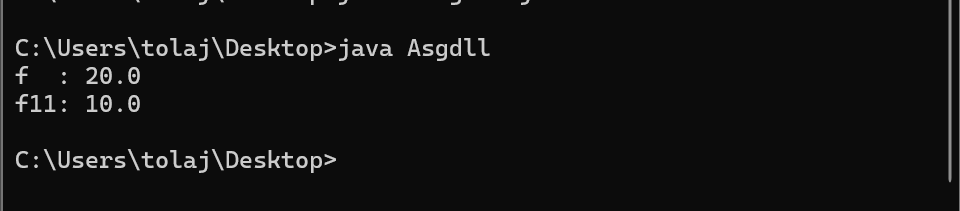 C:\Users\tolaj\Desktop>java Asgdll
f  : 20.0
f11: 10.0
C:\Users\tolaj\Desktop>